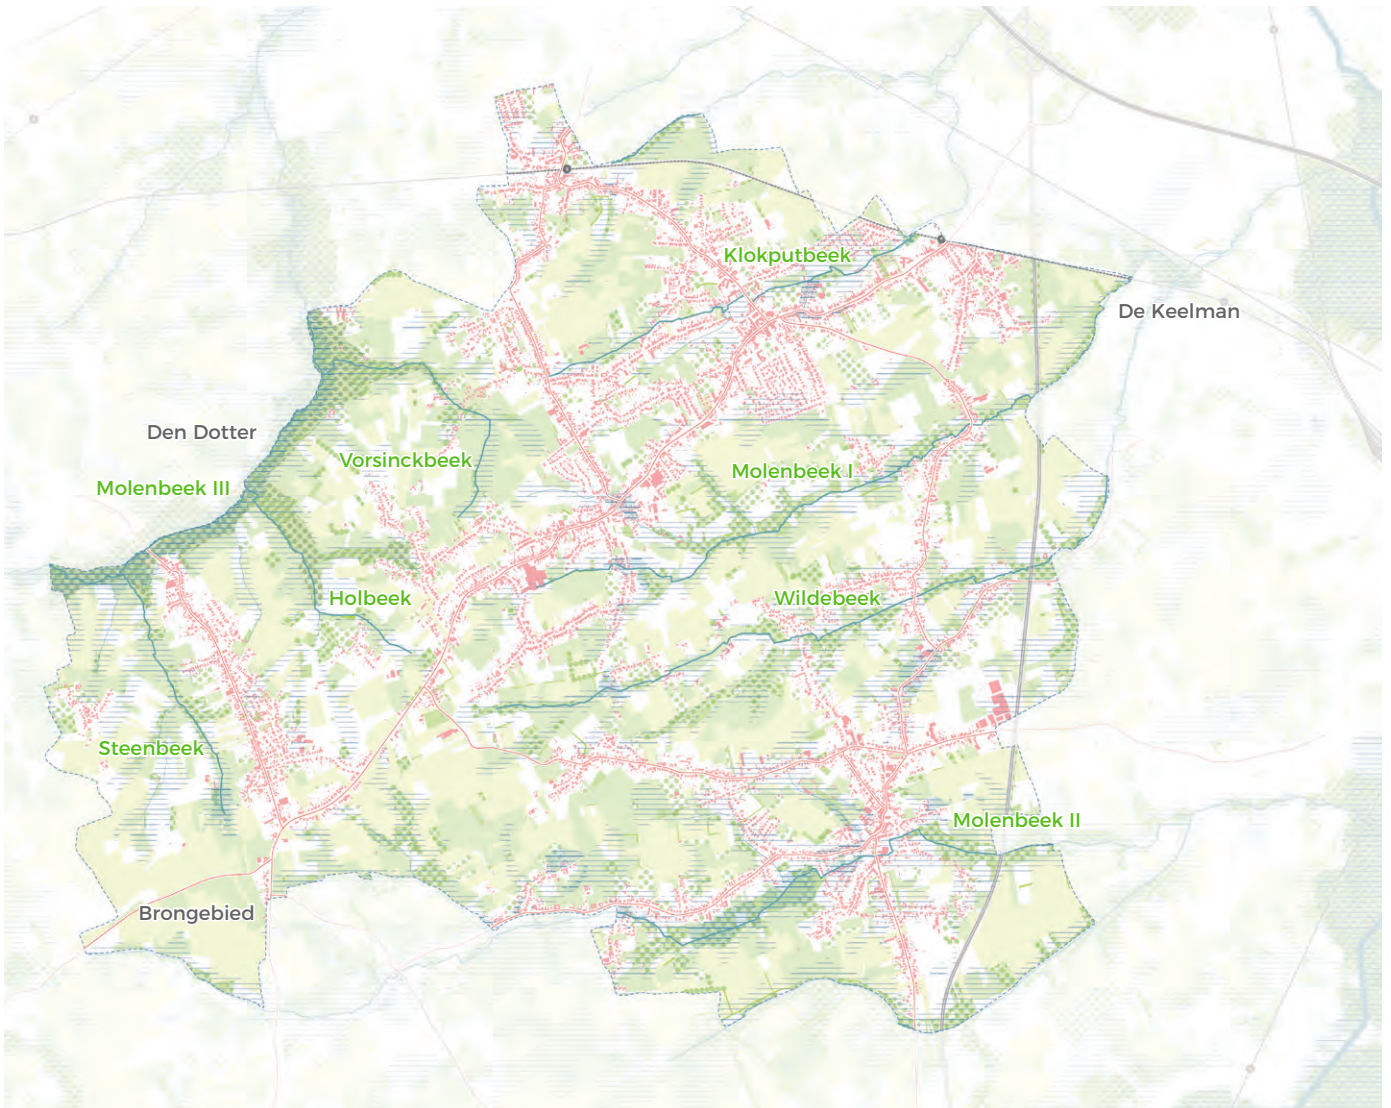 Klokputbeek
De Keelman
Den Dotter
Vorsinckbeek
Molenbeek I
Molenbeek III
Holbeek
Wildebeek
Steenbeek
Molenbeek II
Brongebied